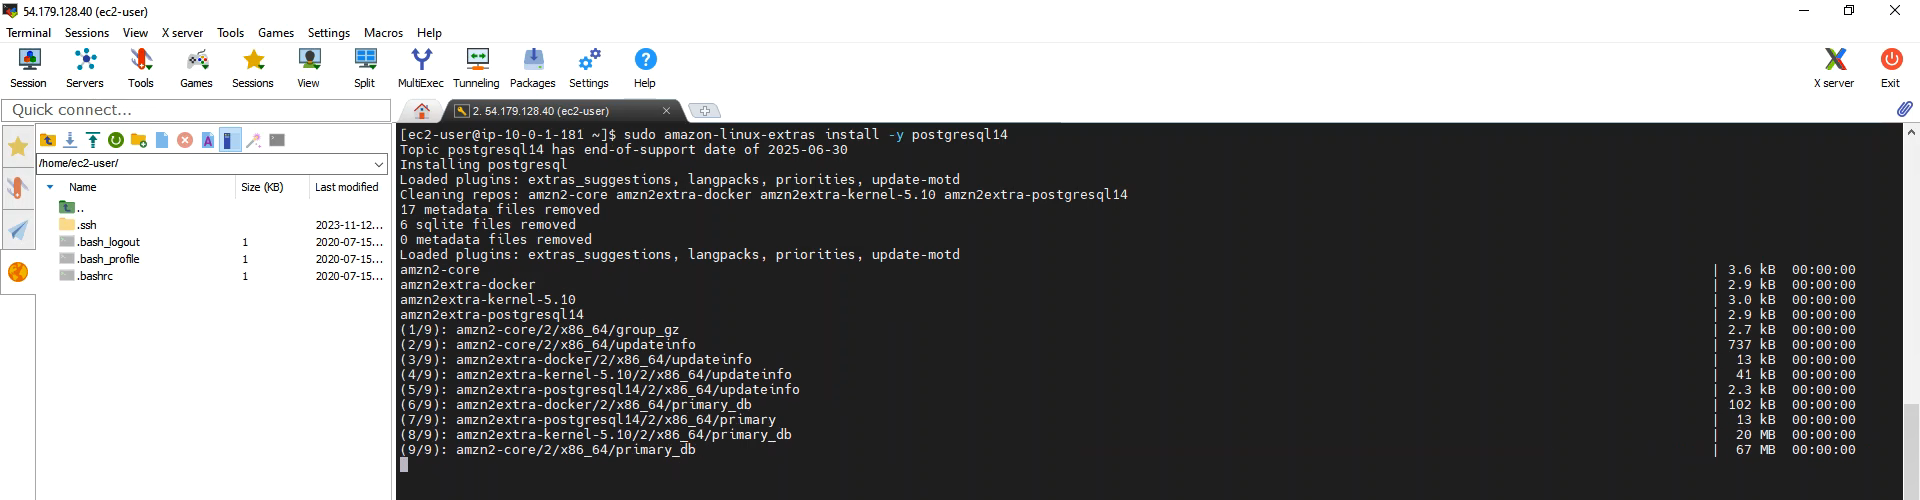 54.179.128.40 (ec2-user)
Terminal Sessions View X server Tools Games Settings Macros Help
Session Servers Tools Games Sessions View Split MultiExec Tunneling Packages Settings Help X server Exit
Quick connect...
2. 54.179.128.40 (ec2-user)
/home/ec2-user/
Name Size (KB) Last modified
..
.ssh 2023-11-12...
.bash_logout 1 2020-07-15...
.bash_profile 1 2020-07-15...
.bashrc 1 2020-07-15...
[ec2-user@ip-10-0-1-181 ~]$ sudo amazon-linux-extras install -y postgresql14
Topic postgresql14 has end-of-support date of 2025-06-30
Installing postgresql
Loaded plugins: extras_suggestions, langpacks, priorities, update-motd
Cleaning repos: amzn2-core amzn2extra-docker amzn2extra-kernel-5.10 amzn2extra-postgresql14
17 metadata files removed
6 sqlite files removed
0 metadata files removed
Loaded plugins: extras_suggestions, langpacks, priorities, update-motd
amzn2-core | 3.6 kB 00:00:00
amzn2extra-docker | 2.9 kB 00:00:00
amzn2extra-kernel-5.10 | 3.0 kB 00:00:00
amzn2extra-postgresql14 | 2.9 kB 00:00:00
(1/9): amzn2-core/2/x86_64/group_gz | 2.7 kB 00:00:00
(2/9): amzn2-core/2/x86_64/updateinfo | 737 kB 00:00:00
(3/9): amzn2extra-docker/2/x86_64/updateinfo | 13 kB 00:00:00
(4/9): amzn2extra-kernel-5.10/2/x86_64/updateinfo | 41 kB 00:00:00
(5/9): amzn2extra-postgresql14/2/x86_64/updateinfo | 2.3 kB 00:00:00
(6/9): amzn2extra-docker/2/x86_64/primary_db | 102 kB 00:00:00
(7/9): amzn2extra-postgresql14/2/x86_64/primary | 13 kB 00:00:00
(8/9): amzn2extra-kernel-5.10/2/x86_64/primary_db | 20 MB 00:00:00
(9/9): amzn2-core/2/x86_64/primary_db | 67 MB 00:00:00